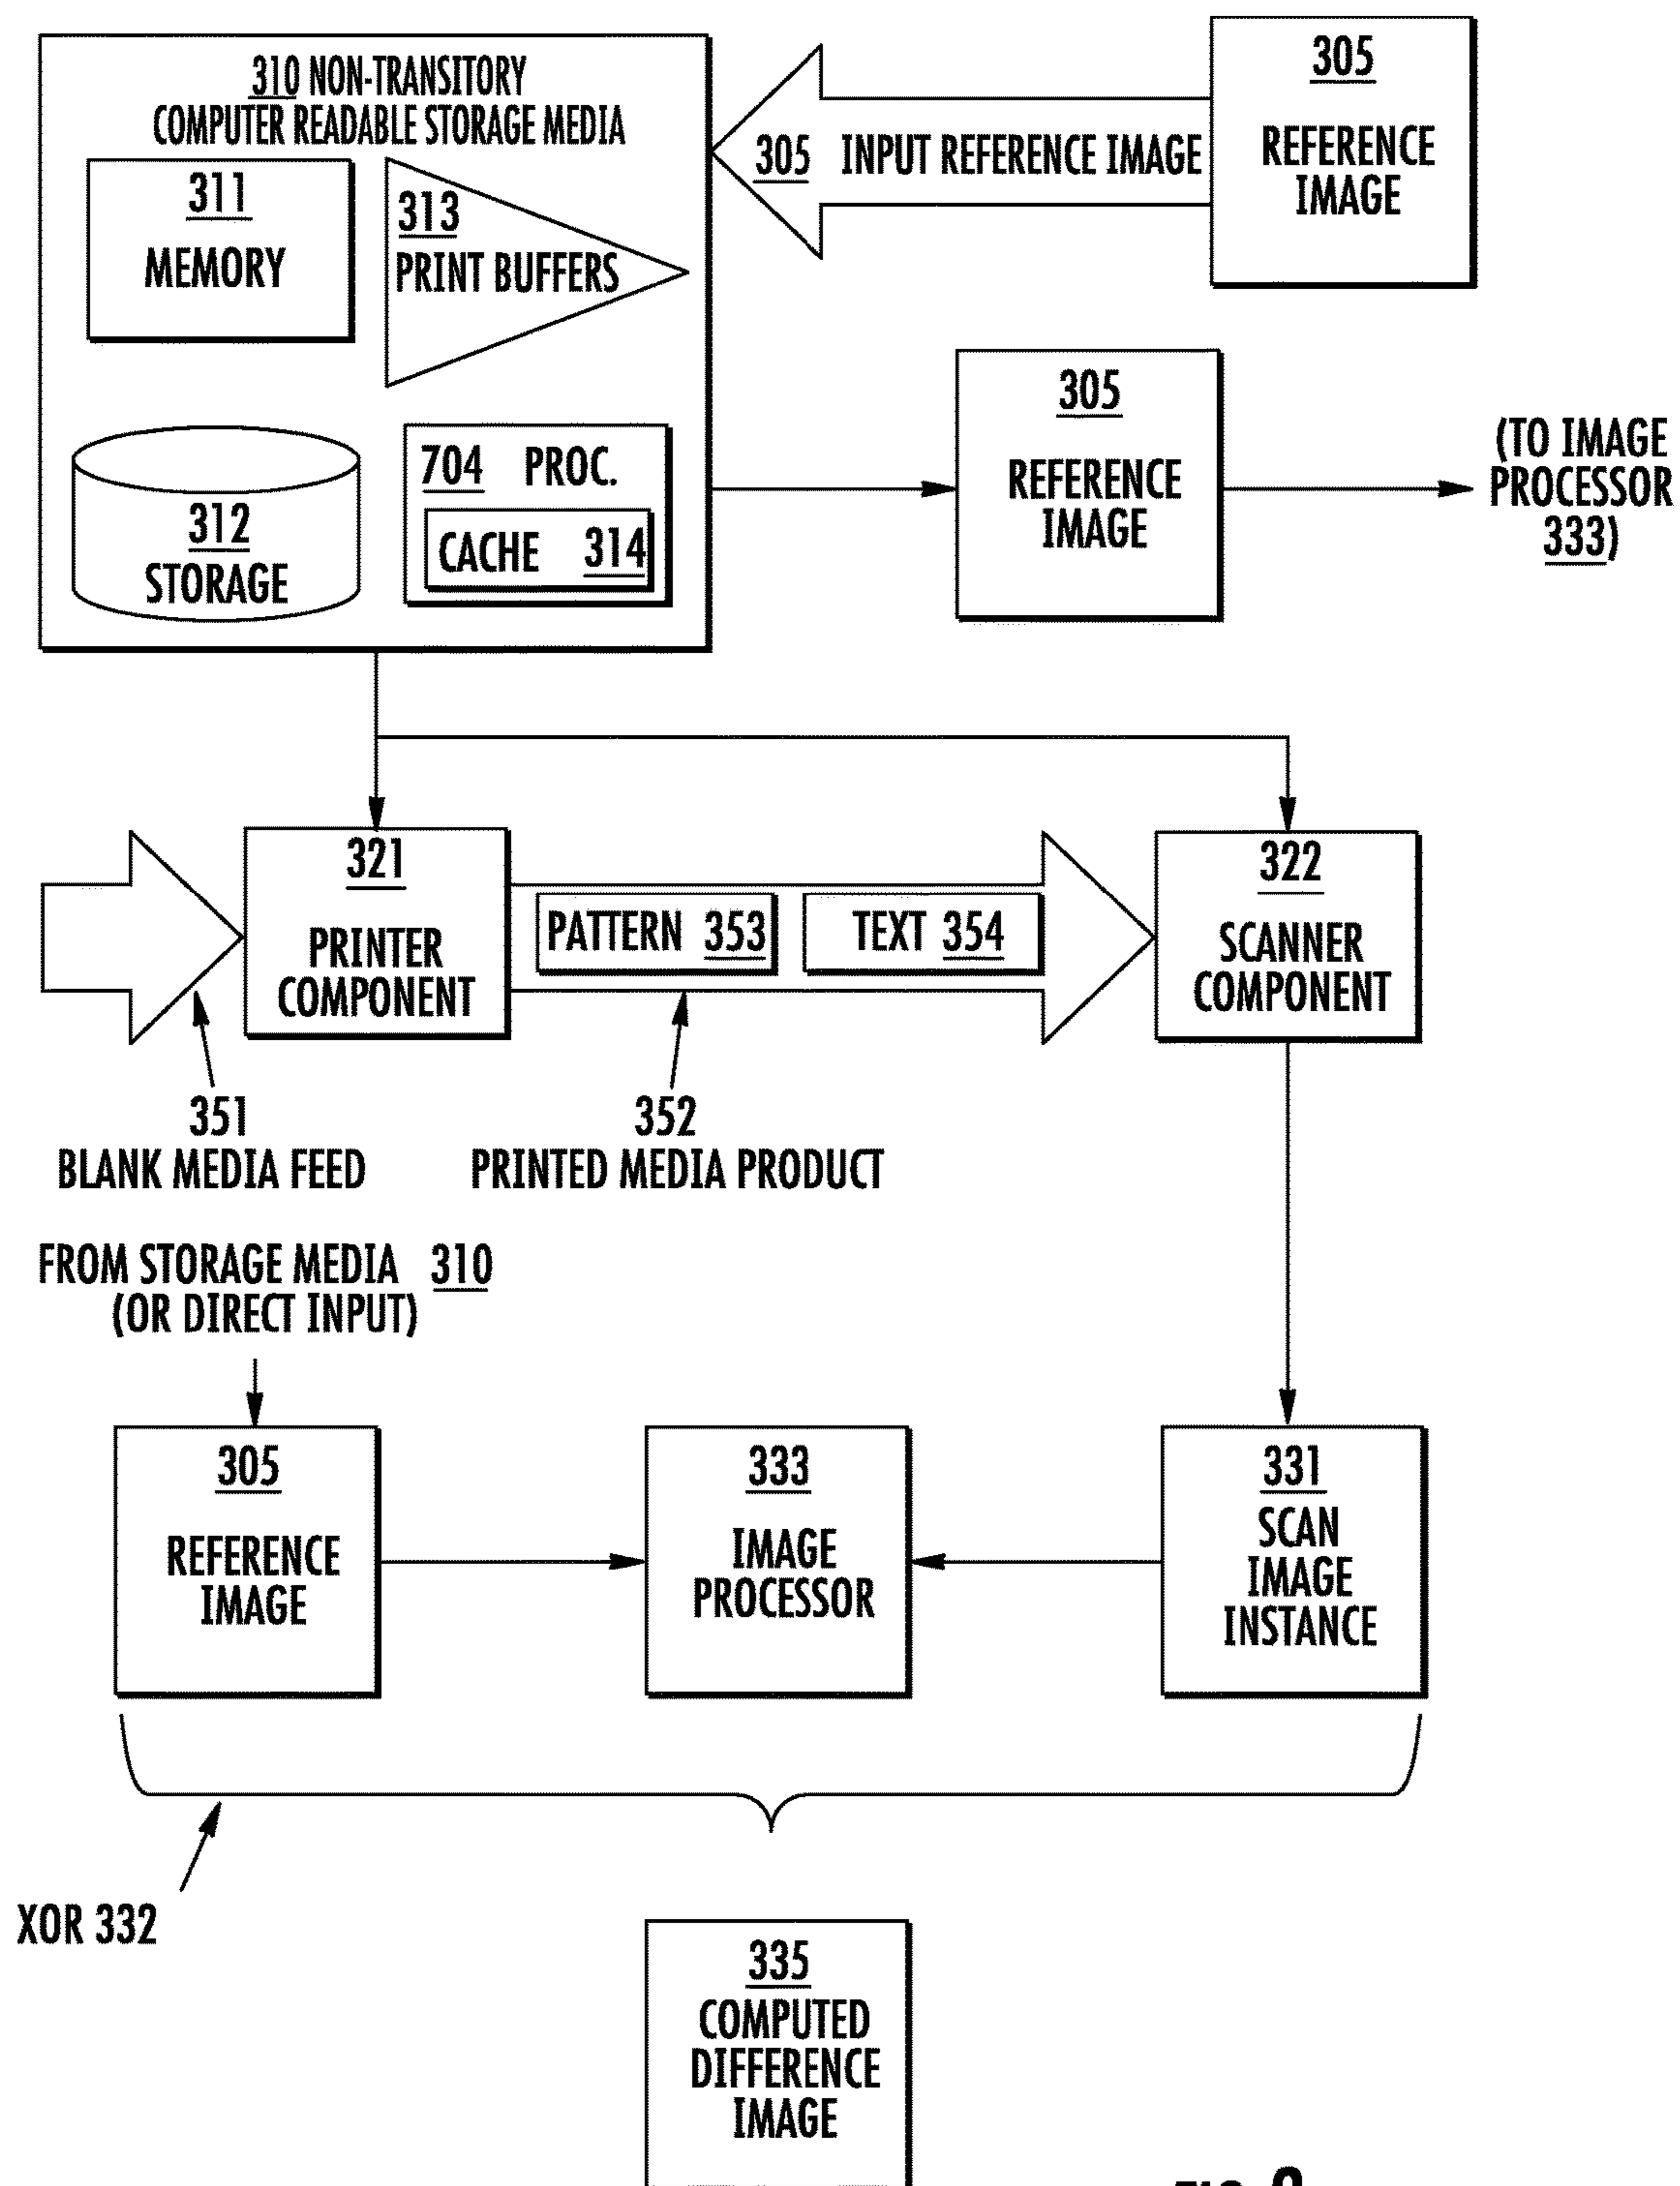 310 NON-TRANSITORY
COMPUTER READABLE STORAGE MEDIA
311
MEMORY
313
PRINT BUFFERS
312
STORAGE
704 PROC.
CACHE 314
305 INPUT REFERENCE IMAGE
305
REFERENCE
IMAGE
305
REFERENCE
IMAGE
(TO IMAGE
PROCESSOR
333)
321
PRINTER
COMPONENT
PATTERN 353
TEXT 354
322
SCANNER
COMPONENT
351
BLANK MEDIA FEED
352
PRINTED MEDIA PRODUCT
FROM STORAGE MEDIA 310
(OR DIRECT INPUT)
305
REFERENCE
IMAGE
333
IMAGE
PROCESSOR
331
SCAN
IMAGE
INSTANCE
XOR 332
335
COMPUTED
DIFFERENCE
IMAGE